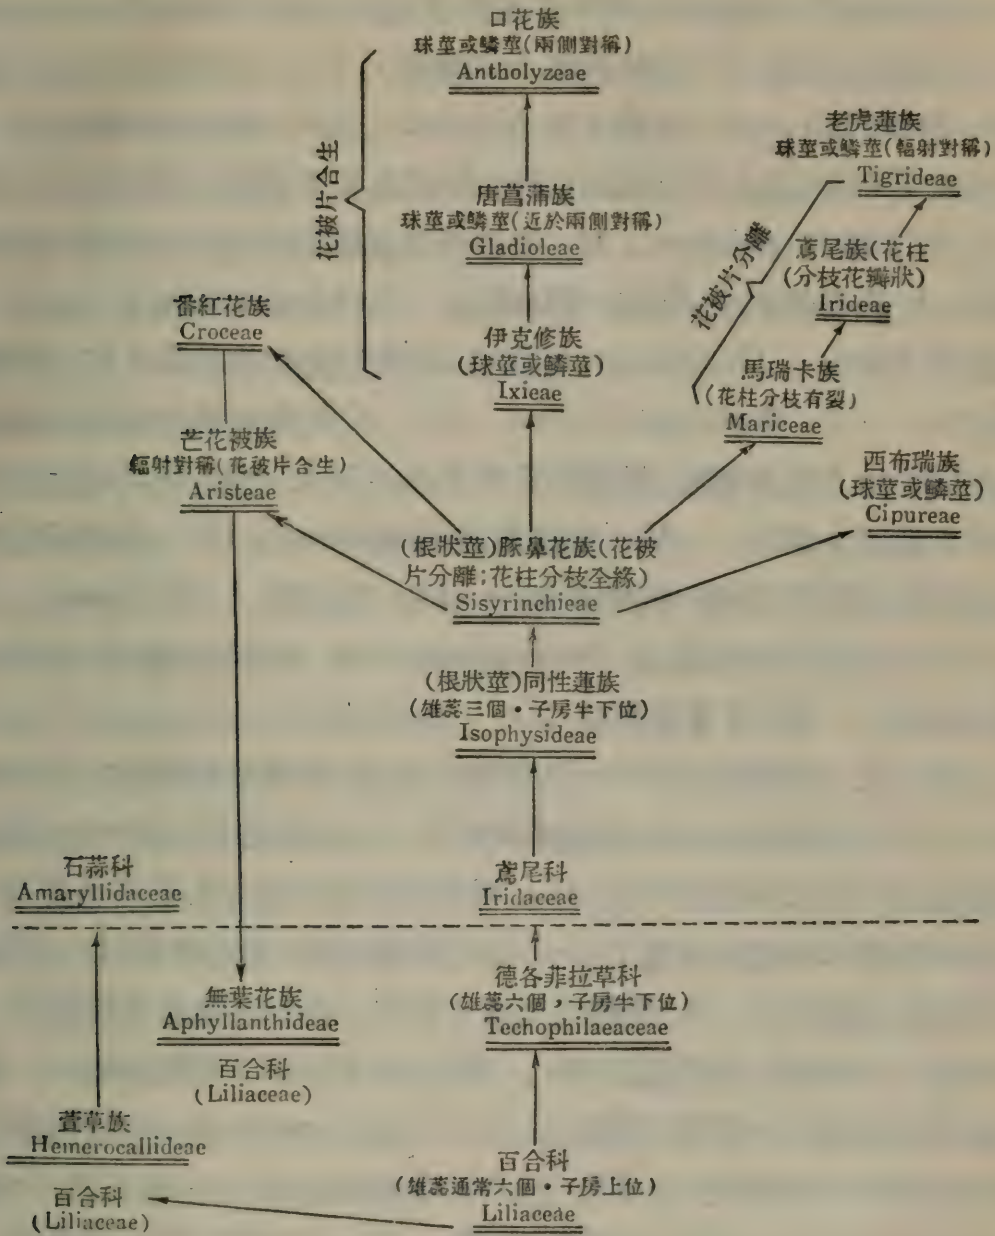 口花族
球莖或鱗莖(兩側對稱)
Antholyzeae
花被片合生
唐菖蒲族
球莖或鱗莖(近於兩側對稱)
Gladioleae
伊克修族
(球莖或鱗莖)
Ixieae
老虎蓮族
球莖或鱗莖(輻射對稱)
Tigrideae
花被片分離
鳶尾族(花柱
(分枝花瓣狀)
Irideae
馬瑞卡族
(花柱分枝有裂)
Mariceae
番紅花族
Croceae
芒花被族
輻射對稱(花被片合生)
Aristeae
西布瑞族
(球莖或鱗莖)
Cipureae
(根狀莖)豚鼻花族(花被
片分離;花柱分枝全緣)
Sisyrinchieae
(根狀莖)同性蓮族
(雄蕊三個・子房半下位)
Isophysideae
石蒜科
Amaryllidaceae
鳶尾科
Iridaceae
德各菲拉草科
(雄蕊六個,子房半下位)
Techophilaeaceae
無葉花族
Aphyllanthideae
百合科
(Liliaceae)
萱草族
Hemerocallideae
百合科
(Liliaceae)
百合科
(雄蕊通常六個・子房上位)
Liliaceae